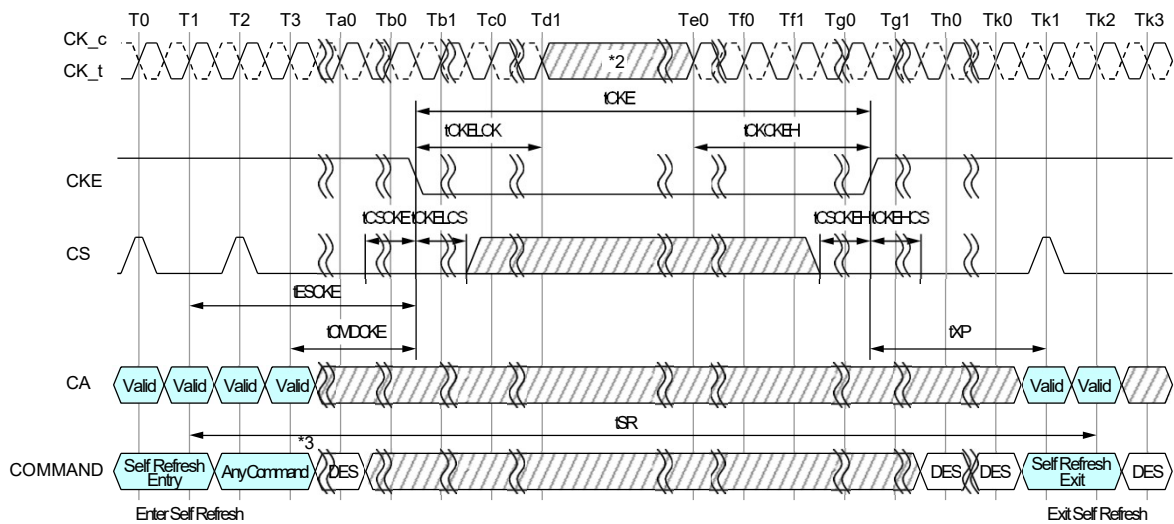 T0 T1 T2 T3 Ta0 Tb0 Tb1 Tc0 Td1 Te0 Tf0 Tf1 Tg0 Tg1 Th0 Tk0 Tk1 Tk2 Tk3
CK_c
CK_t
*2
tCKE
tCKELCK tCKCKEH
CKE
tCSCKE tCKELCS tCSCKEH tCKEHCS
CS
tESCKE
tCMDCKE tXP
CA Valid Valid Valid Valid Valid Valid
tSR
*3
COMMAND Self Refresh Entry Any Command DES DES DES Self Refresh Exit DES
Enter Self Refresh Exit Self Refresh